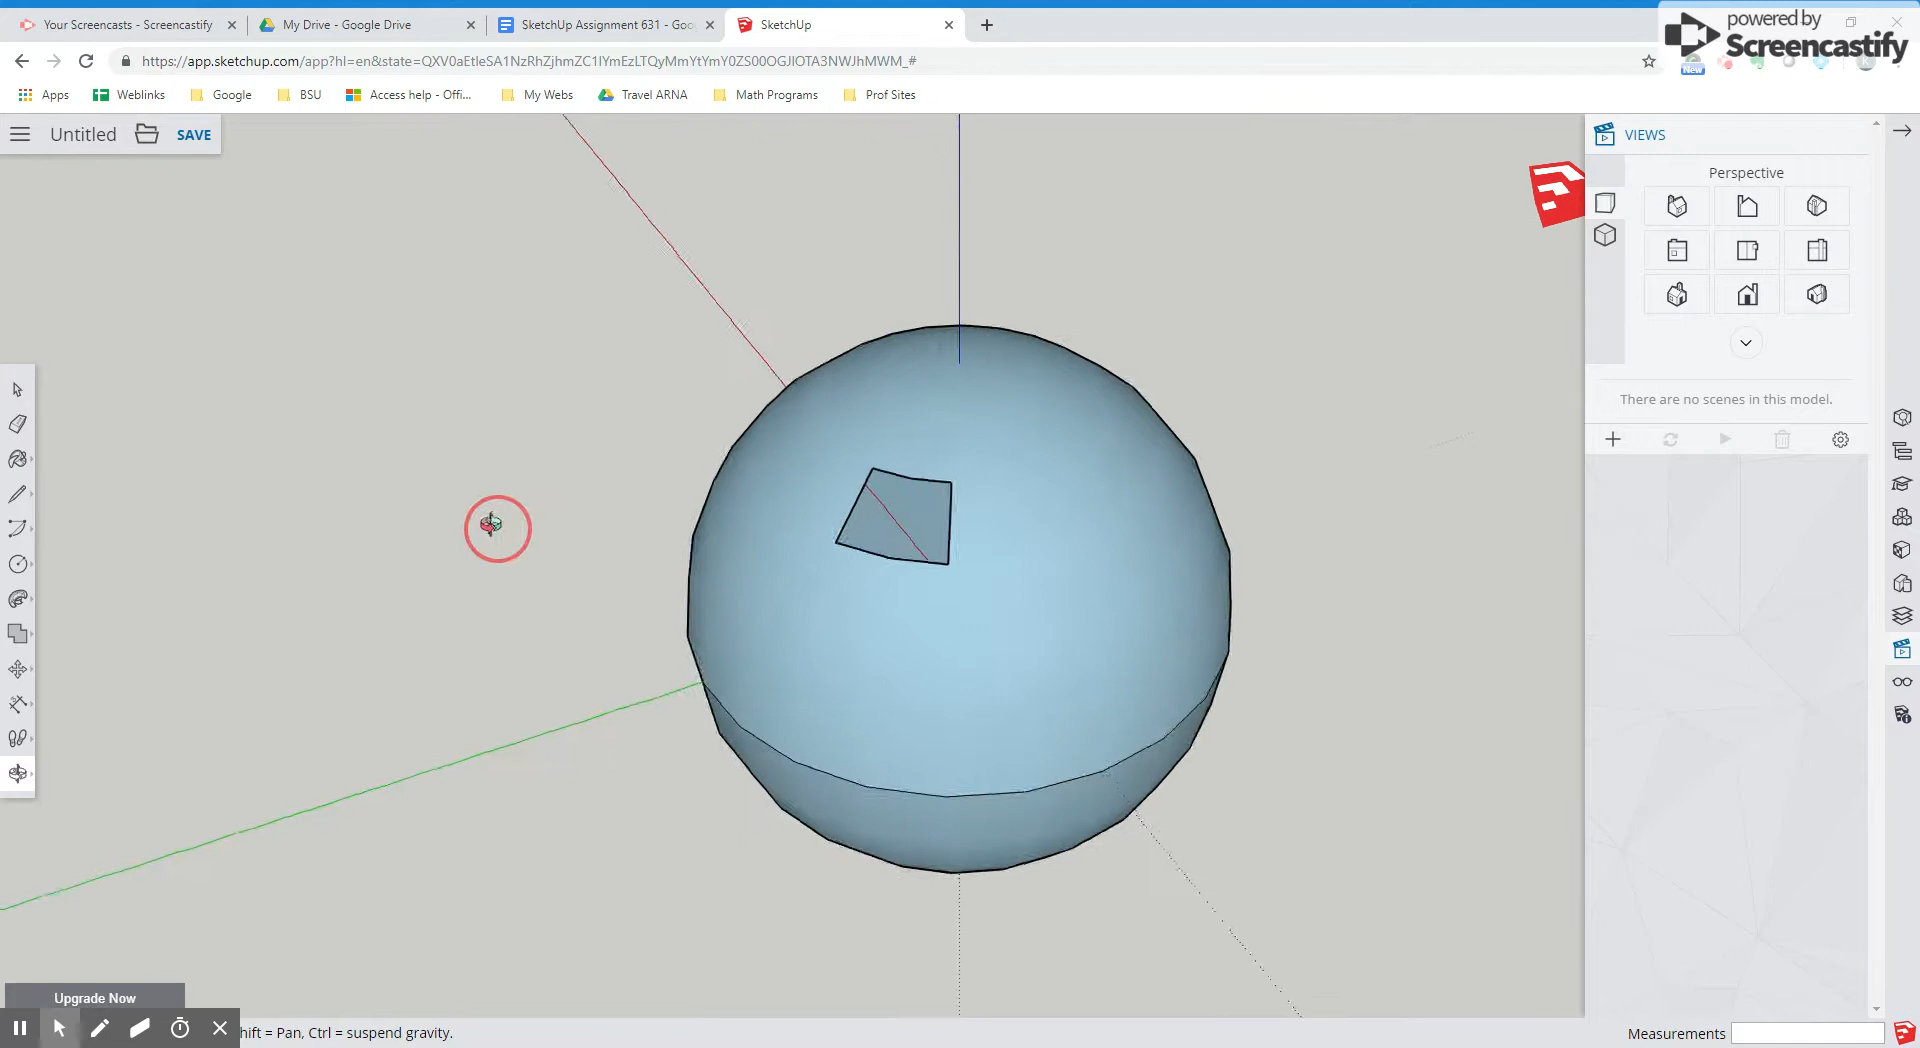 Your Screencasts - Screencastify
My Drive - Google Drive
SketchUp Assignment 631 - Goo
SketchUp
powered by
Screencastify
https://app.sketchup.com/app?hl=en&state=QXV0aEtleSA1NzRhZjhmZC1lYmEzLTQyMmYtYmY0ZS00OGJlOTA3NWJhMWM_#
New
Apps
Weblinks
Google
BSU
Access help - Offi...
My Webs
Travel ARNA
Math Programs
Prof Sites
Untitled
SAVE
VIEWS
Perspective
There are no scenes in this model.
Upgrade Now
hift = Pan, Ctrl = suspend gravity.
Measurements